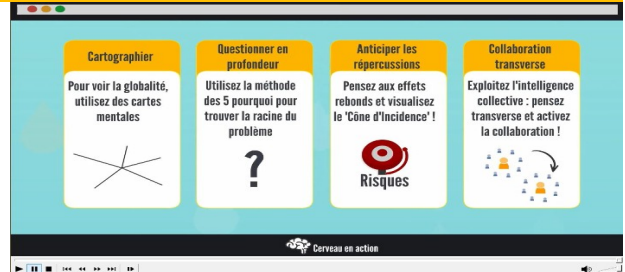 Cartographier
Pour voir la globalité,
utilisez des cartes
mentales
Questionner en
profondeur
Utilisez la méthode
des 5 pourquoi pour
trouver la racine du
problème
?
Anticiper les
répercussions
Pensez aux effets
rebonds et visualisez
le 'Cône d'Incidence' !
Risques
Collaboration
transverse
Exploitez l'intelligence
collective : pensez
transverse et activez
la collaboration !
Cerveau en action